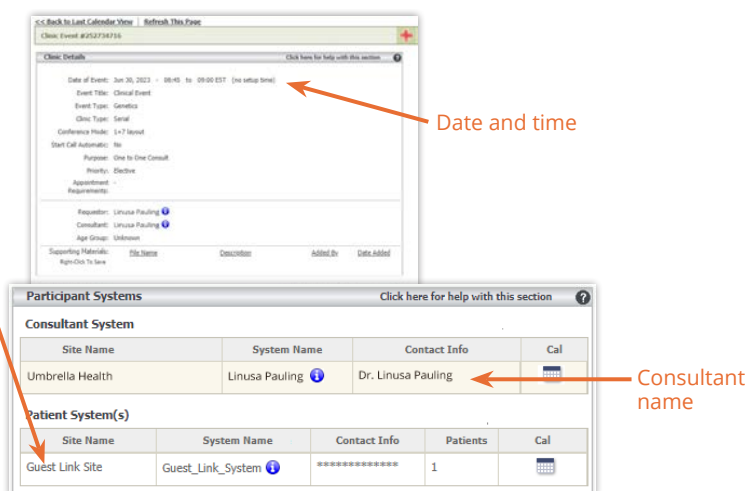 << Back to Last Calendar View | Refresh This Page
Clinic Event #252734716
Clinic Details Click here for help with this section ?
Date of Event: Jun 30, 2023 - 08:45 to 09:00 EST (no setup time)
Event Title: Clinical Event
Event Type: Genetics
Clinic Type: Serial
Conference Mode: 1+7 layout
Start Call Automatic: No
Purpose: One to One Consult
Priority: Elective
Appointment Requirements: -
Requestor: Linusa Pauling
Consultant: Linusa Pauling
Age Group: Unknown
Supporting Materials: File Name Description Added By Date Added
Right-Click To Save
Date and time
Participant Systems Click here for help with this section ?
Consultant System
Site Name System Name Contact Info Cal
Umbrella Health Linusa Pauling Dr. Linusa Pauling
Consultant name
Patient System(s)
Site Name System Name Contact Info Patients Cal
Guest Link Site Guest_Link_System ************* 1